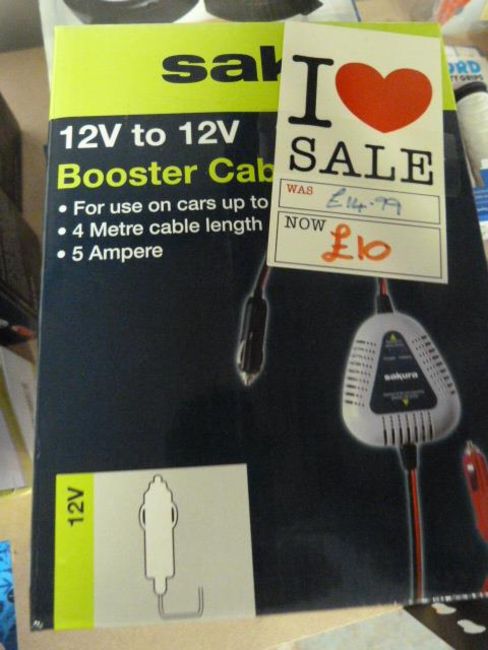 sak
12V to 12V
Booster Cab
• For use on cars up to
• 4 Metre cable length
• 5 Ampere
I
SALE
WAS £14.99
NOW £10
sakura
12V